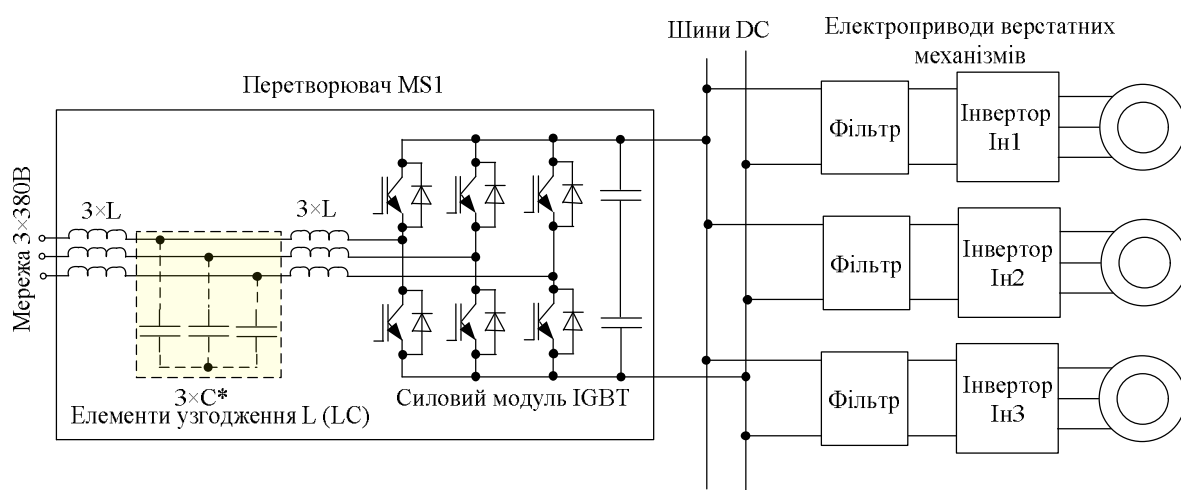 Шини DC
Електроприводи верстатних
механізмів
Перетворювач MS1
Фільтр
Інвертор
Ін1
Мережа 3×380В
3×L
3×L
Фільтр
Інвертор
Ін2
3×C*
Елементи узгодження L (LC)
Силовий модуль IGBT
Фільтр
Інвертор
Ін3